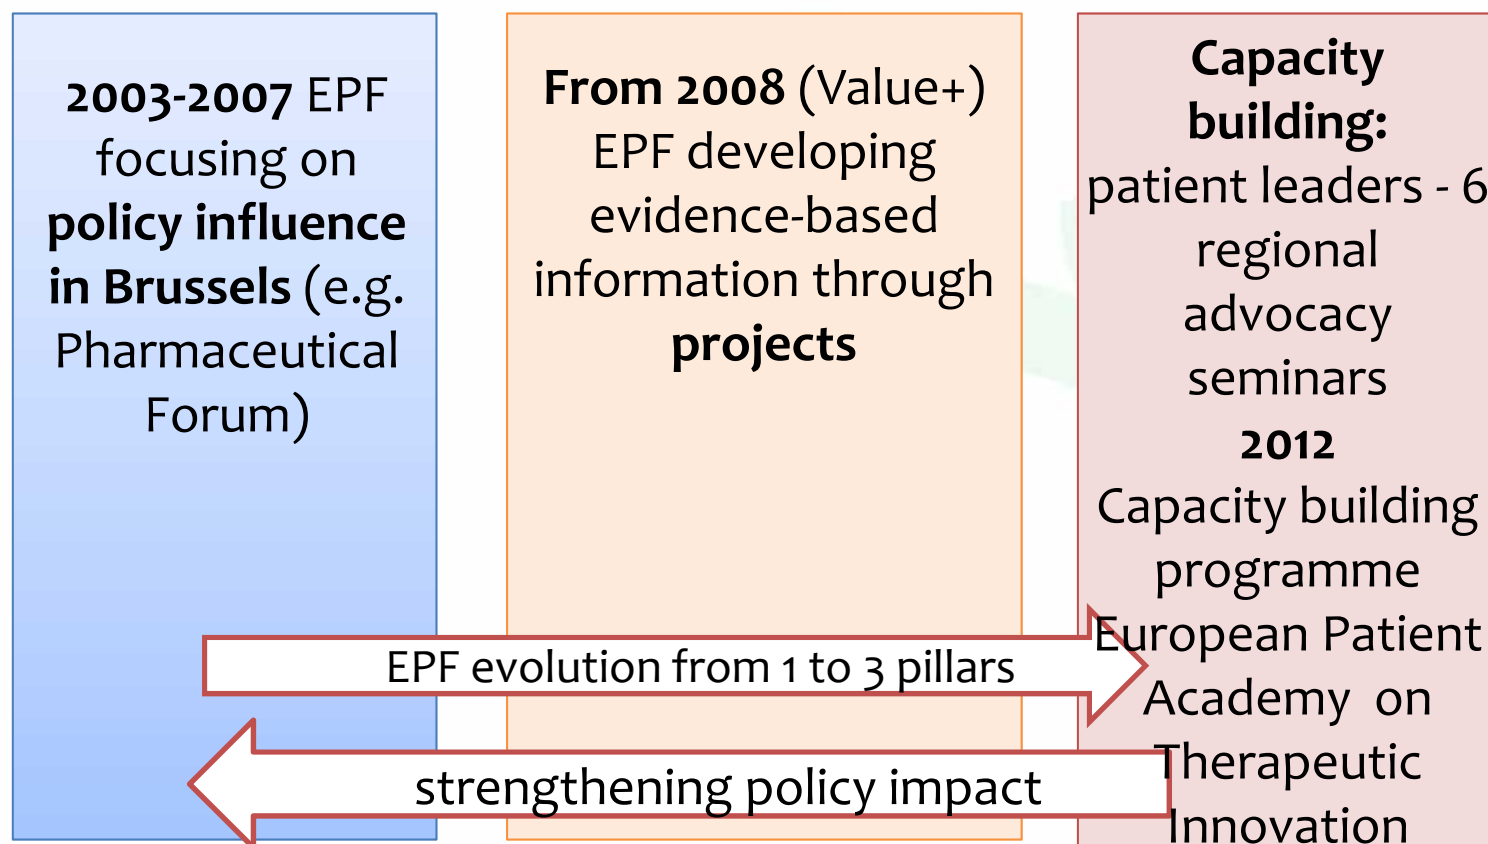 2003-2007 EPF
focusing on
policy influence
in Brussels (e.g.
Pharmaceutical
Forum)
From 2008 (Value+)
EPF developing
evidence-based
information through
projects
Capacity
building:
patient leaders - 6
regional
advocacy
seminars
2012
Capacity building
programme
European Patient
Academy on
Therapeutic
Innovation
EPF evolution from 1 to 3 pillars
strengthening policy impact